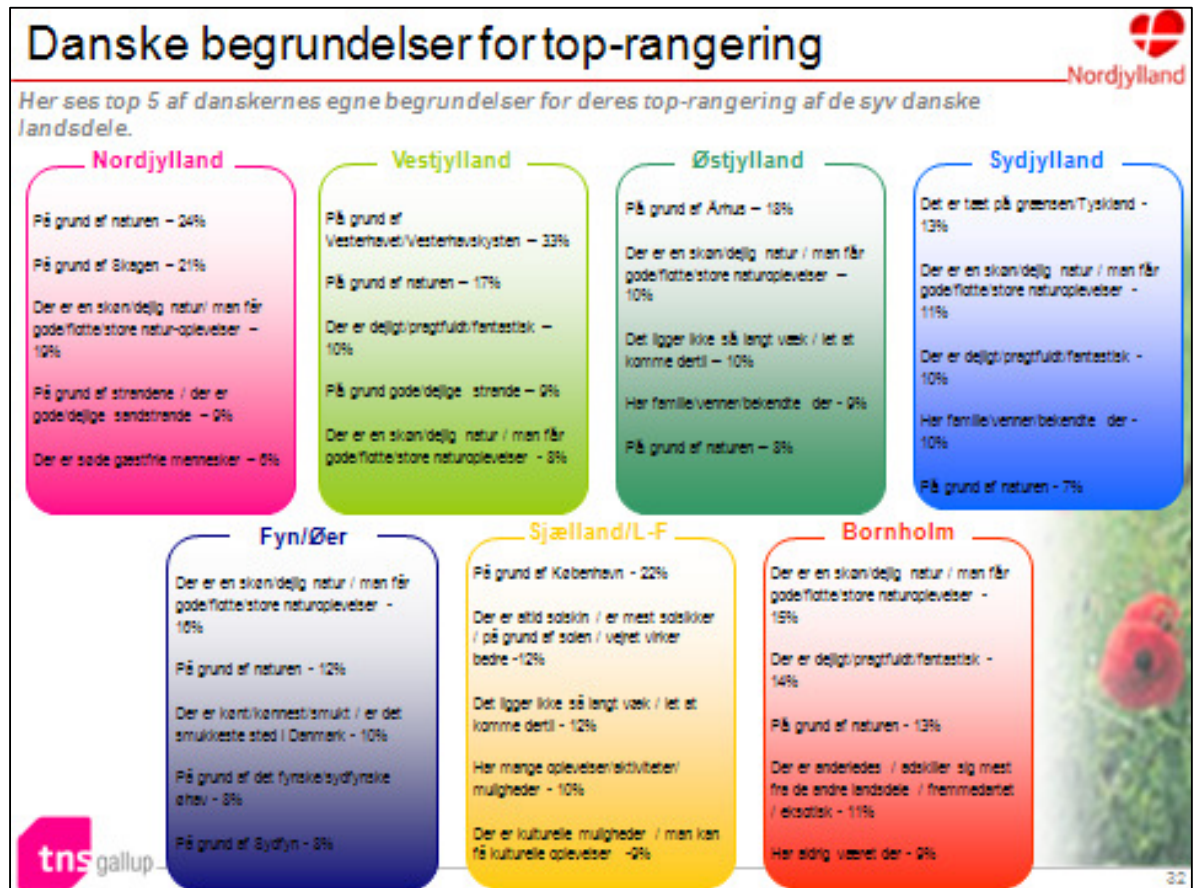 Danske begrundelser for top-rangering
Nordjylland
Her ses top 5 af danskernes egne begrundelser for deres top-rangering af de syv danske
landsdele.
Nordjylland
På grund af naturen – 24%
På grund af Skagen – 21%
Der er en skøn/dejlig natur/ man får
gode/flotte/store natur-oplevelser –
19%
På grund af strandene / der er
gode/dejlige sandstrande – 9%
Der er søde gæstfrie mennesker – 6%
Vestjylland
På grund af
Vesterhavet/Vesterhavskysten – 33%
På grund af naturen – 17%
Der er dejligt/pragtfuldt/fantastisk –
10%
På grund gode/dejlige strande – 9%
Der er en skøn/dejlig natur / man får
gode/flotte/store naturoplevelser - 8%
Østjylland
På grund af Århus – 18%
Der er en skøn/dejlig natur / man får
gode/flotte/store naturoplevelser –
10%
Det ligger ikke så langt væk / let at
komme dertil – 10%
Har familie/venner/bekendte der - 9%
På grund af naturen – 8%
Sydjylland
Det er tæt på grænsen/Tyskland -
13%
Der er en skøn/dejlig natur / man får
gode/flotte/store naturoplevelser -
11%
Der er dejligt/pragtfuldt/fantastisk -
10%
Har familie/venner/bekendte der -
10%
På grund af naturen - 7%
Fyn/Øer
Der er en skøn/dejlig natur / man får
gode/flotte/store naturoplevelser -
16%
På grund af naturen - 12%
Der er kønt/kønnest/smukt / er det
smukkeste sted i Danmark - 10%
På grund af det fynske/sydfynske
øhav - 8%
På grund af Sydfyn - 8%
Sjælland/L-F
På grund af København - 22%
Der er altid solskin / er mest solsikker
/ på grund af solen / vejret virker
bedre -12%
Det ligger ikke så langt væk / let at
komme dertil - 12%
Har mange oplevelser/aktiviteter/
muligheder - 10%
Der er kulturelle muligheder / man kan
få kulturelle oplevelser -9%
Bornholm
Der er en skøn/dejlig natur / man får
gode/flotte/store naturoplevelser -
15%
Der er dejligt/pragtfuldt/fantastisk -
14%
På grund af naturen - 13%
Der er anderledes / adskiller sig mest
fra de andre landsdele / fremmedartet
/ eksotisk - 11%
Har aldrig været der - 9%
tns gallup
32